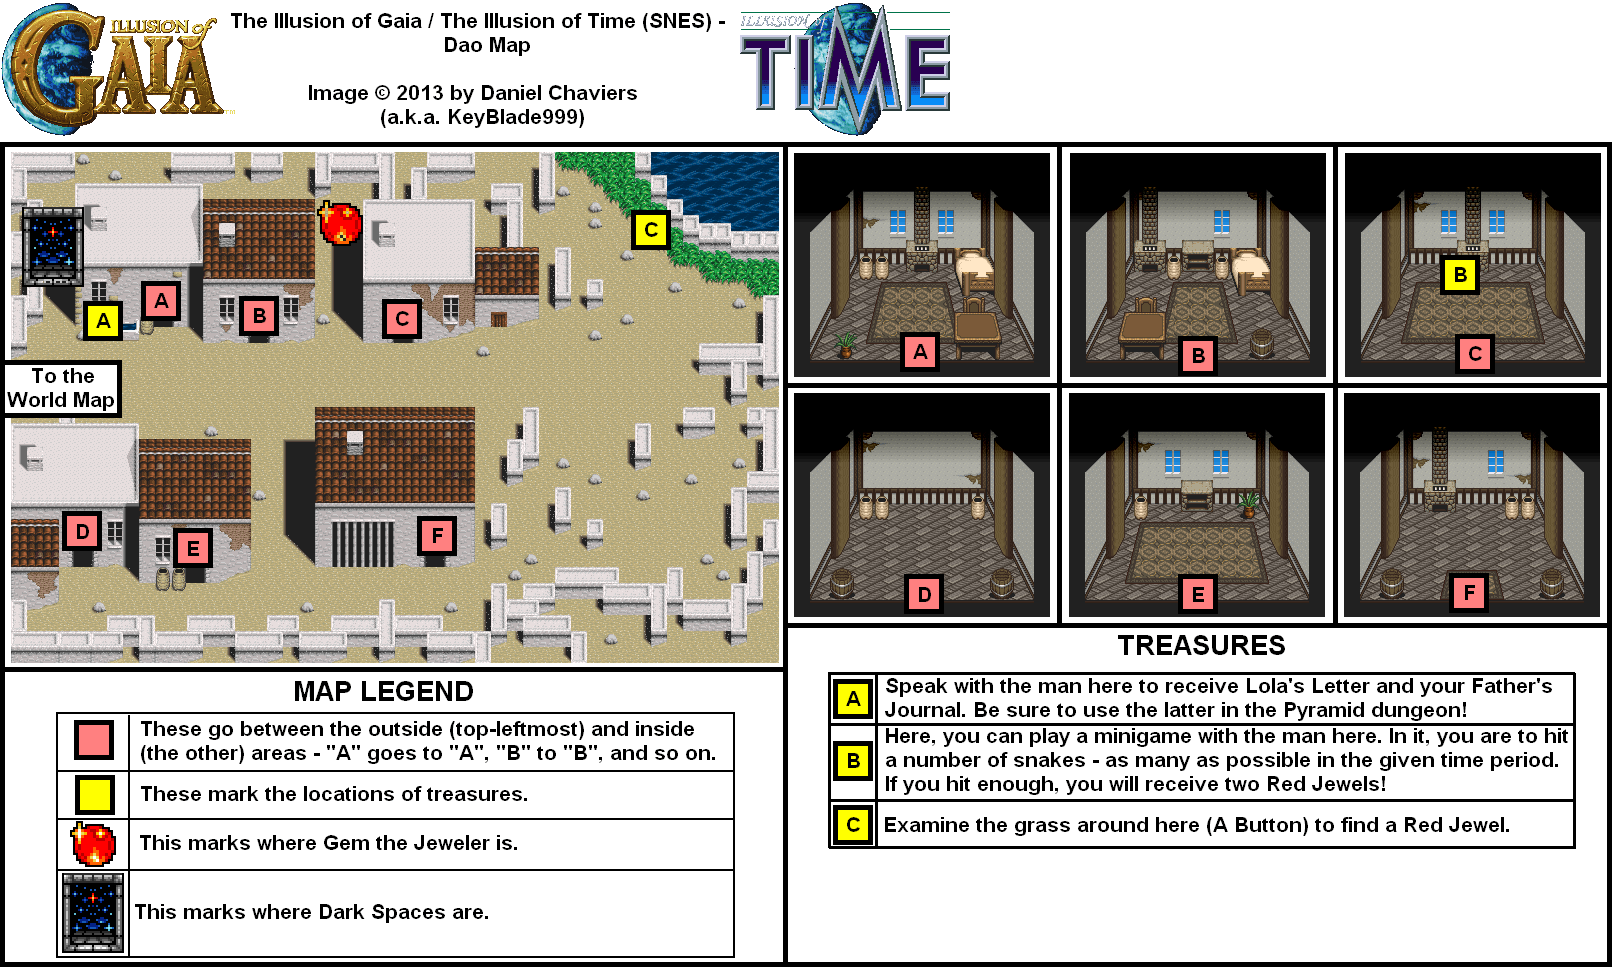 ILLUSION of
GAIA
TM
The Illusion of Gaia / The Illusion of Time (SNES) -
Dao Map
Image © 2013 by Daniel Chaviers
(a.k.a. KeyBlade999)
ILLUSION of
TIME
A
A
B
C
C
To the
World Map
D
E
F
A
B
B
C
D
E
F
MAP LEGEND
These go between the outside (top-leftmost) and inside
(the other) areas - "A" goes to "A", "B" to "B", and so on.
These mark the locations of treasures.
This marks where Gem the Jeweler is.
This marks where Dark Spaces are.
TREASURES
A
Speak with the man here to receive Lola's Letter and your Father's
Journal. Be sure to use the latter in the Pyramid dungeon!
B
Here, you can play a minigame with the man here. In it, you are to hit
a number of snakes - as many as possible in the given time period.
If you hit enough, you will receive two Red Jewels!
C
Examine the grass around here (A Button) to find a Red Jewel.